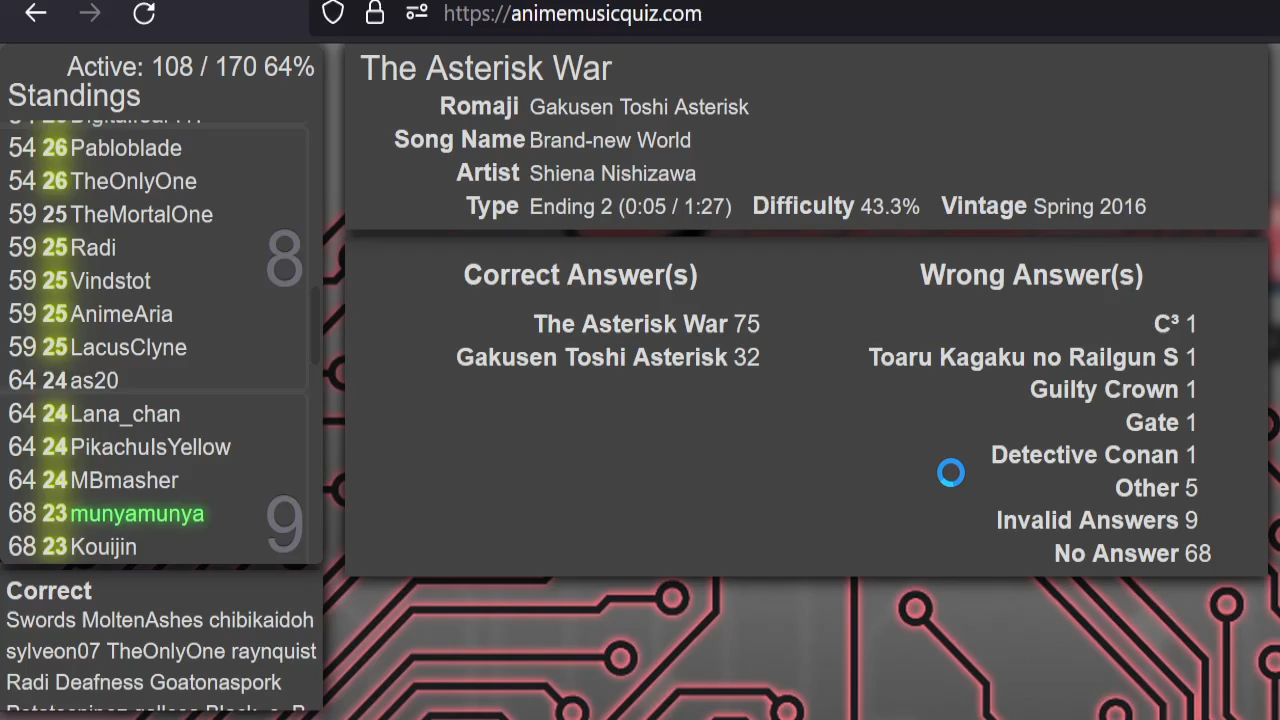 https://animemusicquiz.com
Active: 108 / 170 64%
Standings
54 26 Pabloblade
54 26 TheOnlyOne
59 25 TheMortalOne
59 25 Radi
59 25 Vindstot
59 25 AnimeAria
59 25 LacusClyne
64 24 as20
8
64 24 Lana_chan
64 24 PikachuIsYellow
64 24 MBmasher
68 23 munyamunya
68 23 Kouijin
9
Correct
Swords MoltenAshes chibikaidoh
sylveon07 TheOnlyOne raynquist
Radi Deafness Goatonaspork
The Asterisk War
Romaji Gakusen Toshi Asterisk
Song Name Brand-new World
Artist Shiena Nishizawa
Type Ending 2 (0:05 / 1:27) Difficulty 43.3% Vintage Spring 2016
Correct Answer(s)
The Asterisk War 75
Gakusen Toshi Asterisk 32
Wrong Answer(s)
C³ 1
Toaru Kagaku no Railgun S 1
Guilty Crown 1
Gate 1
Detective Conan 1
Other 5
Invalid Answers 9
No Answer 68